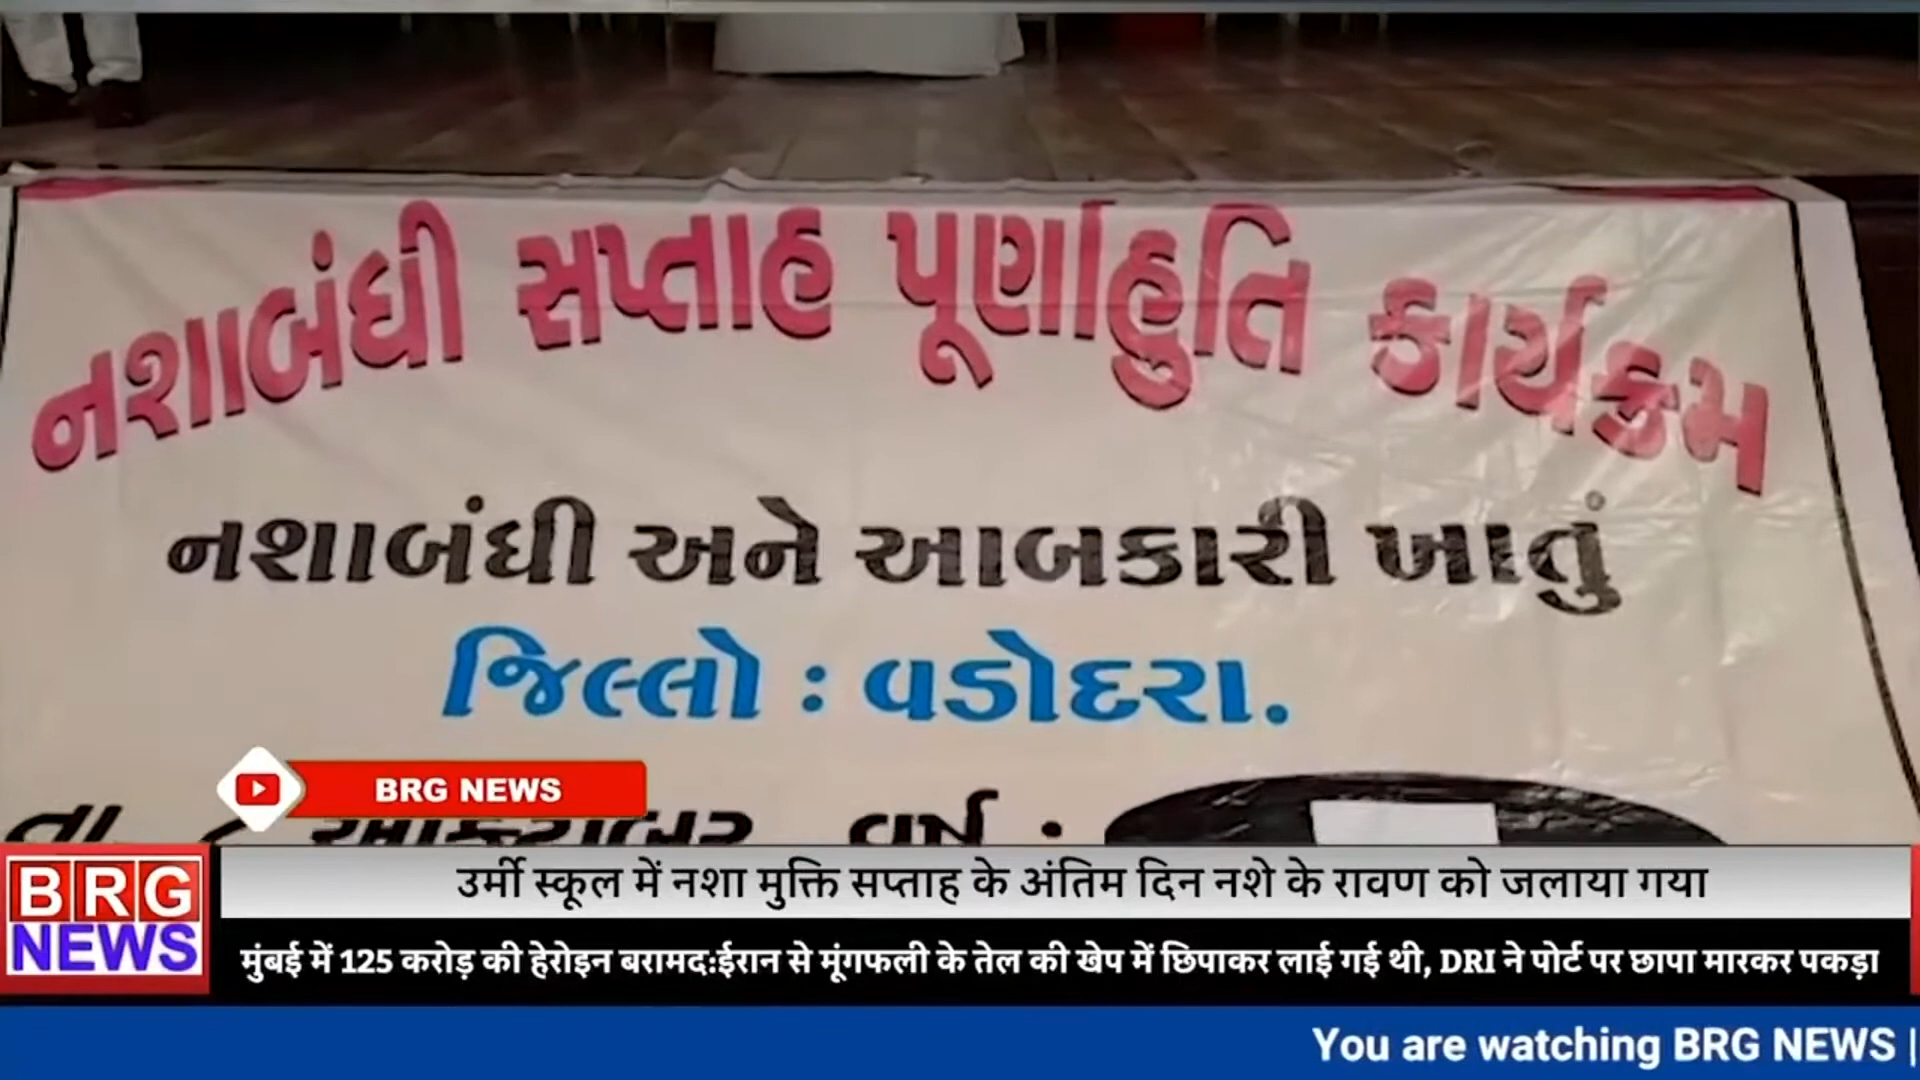 નશાબંધી સપ્તાહ પૂર્ણાહુતિ કાર્યક્રમ
નશાબંધી અને આબકારી ખાતું
જિલ્લો : વડોદરા.
BRG NEWS
વર્ષ :
BRG
NEWS
उर्मी स्कूल में नशा मुक्ति सप्ताह के अंतिम दिन नशे के रावण को जलाया गया
मुंबई में 125 करोड़ की हेरोइन बरामद:ईरान से मूंगफली के तेल की खेप में छिपाकर लाई गई थी, DRI ने पोर्ट पर छापा मारकर पकड़ा
You are watching BRG NEWS |